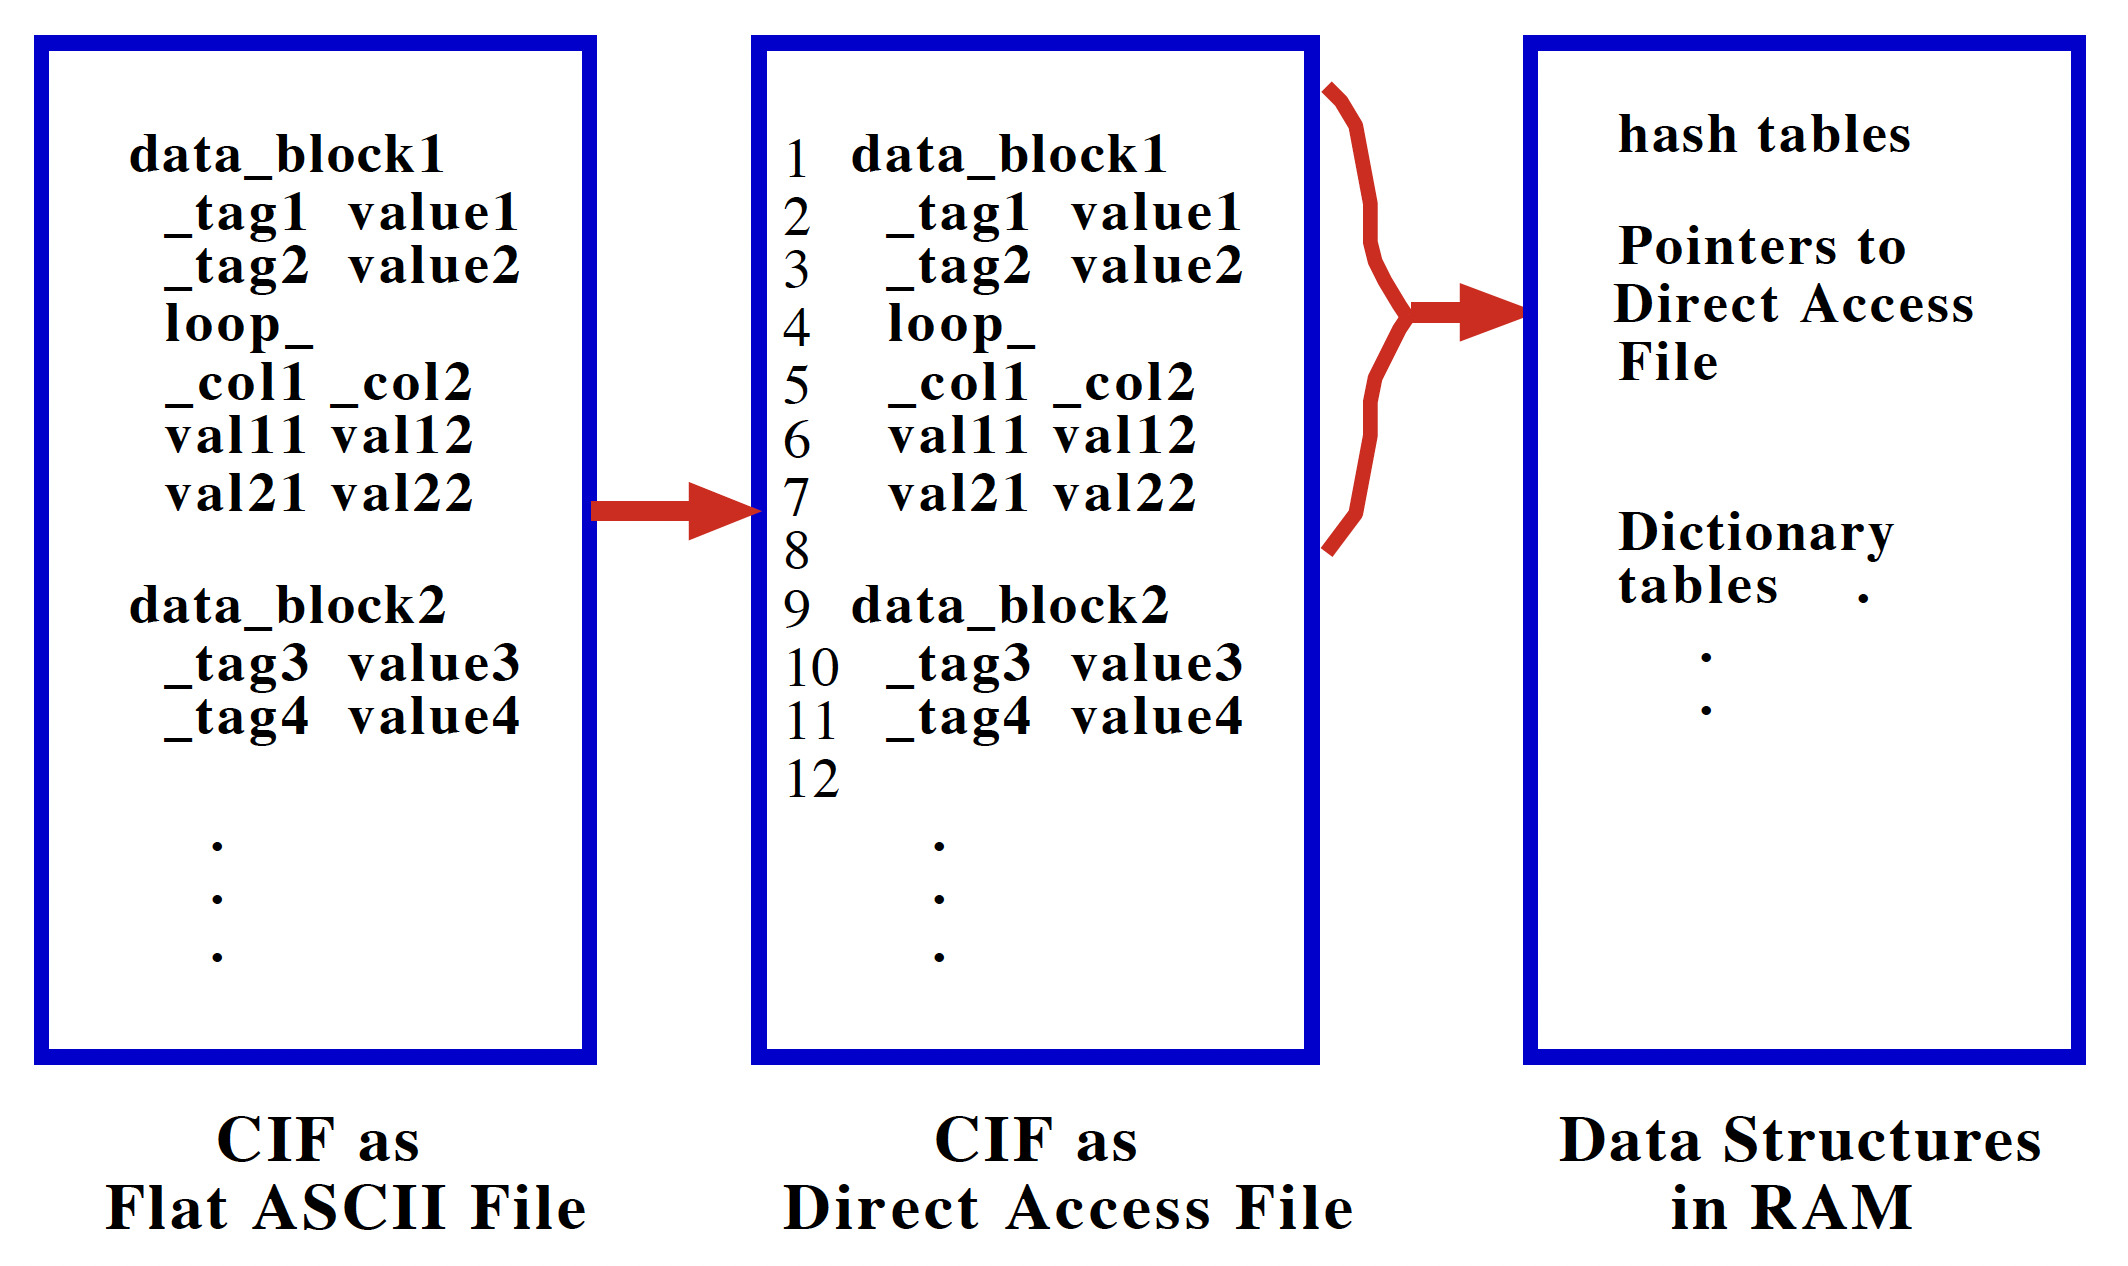 data_block1
_tag1 value1
_tag2 value2
loop_
_col1 _col2
val11 val12
val21 val22
data_block2
_tag3 value3
_tag4 value4
.
.
.
CIF as
Flat ASCII File
1 data_block1
2 _tag1 value1
3 _tag2 value2
4 loop_
5 _col1 _col2
6 val11 val12
7 val21 val22
8
9 data_block2
10 _tag3 value3
11 _tag4 value4
12
.
.
.
CIF as
Direct Access File
hash tables
Pointers to
Direct Access
File
Dictionary
tables .
.
.
Data Structures
in RAM